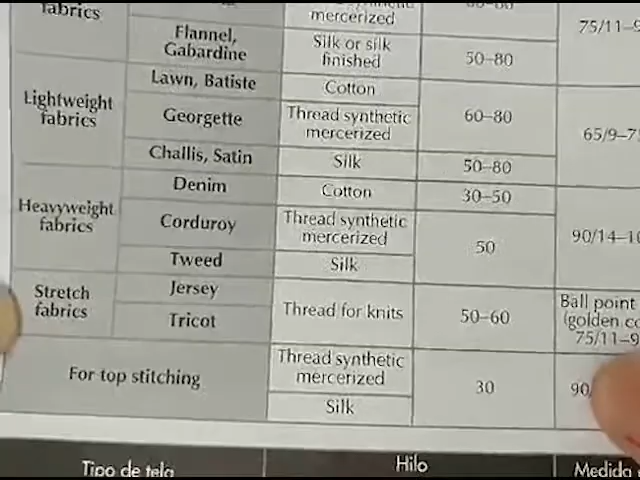 fabrics
mercerized
75/11-9
Flannel,
Gabardine
Silk or silk
finished
50-80
Lightweight
fabrics
Lawn, Batiste
Cotton
Georgette
Thread synthetic
mercerized
60-80
65/9-7
Challis, Satin
Silk
50-80
Heavyweight
fabrics
Denim
Cotton
30-50
Corduroy
Thread synthetic
mercerized
50
90/14-10
Tweed
Silk
Stretch
fabrics
Jersey
Tricot
Thread for knits
50-60
Ball point
(golden co
75/11-9
For top stitching
Thread synthetic
mercerized
Silk
30
90/
Tipo de tela
Hilo
Medida